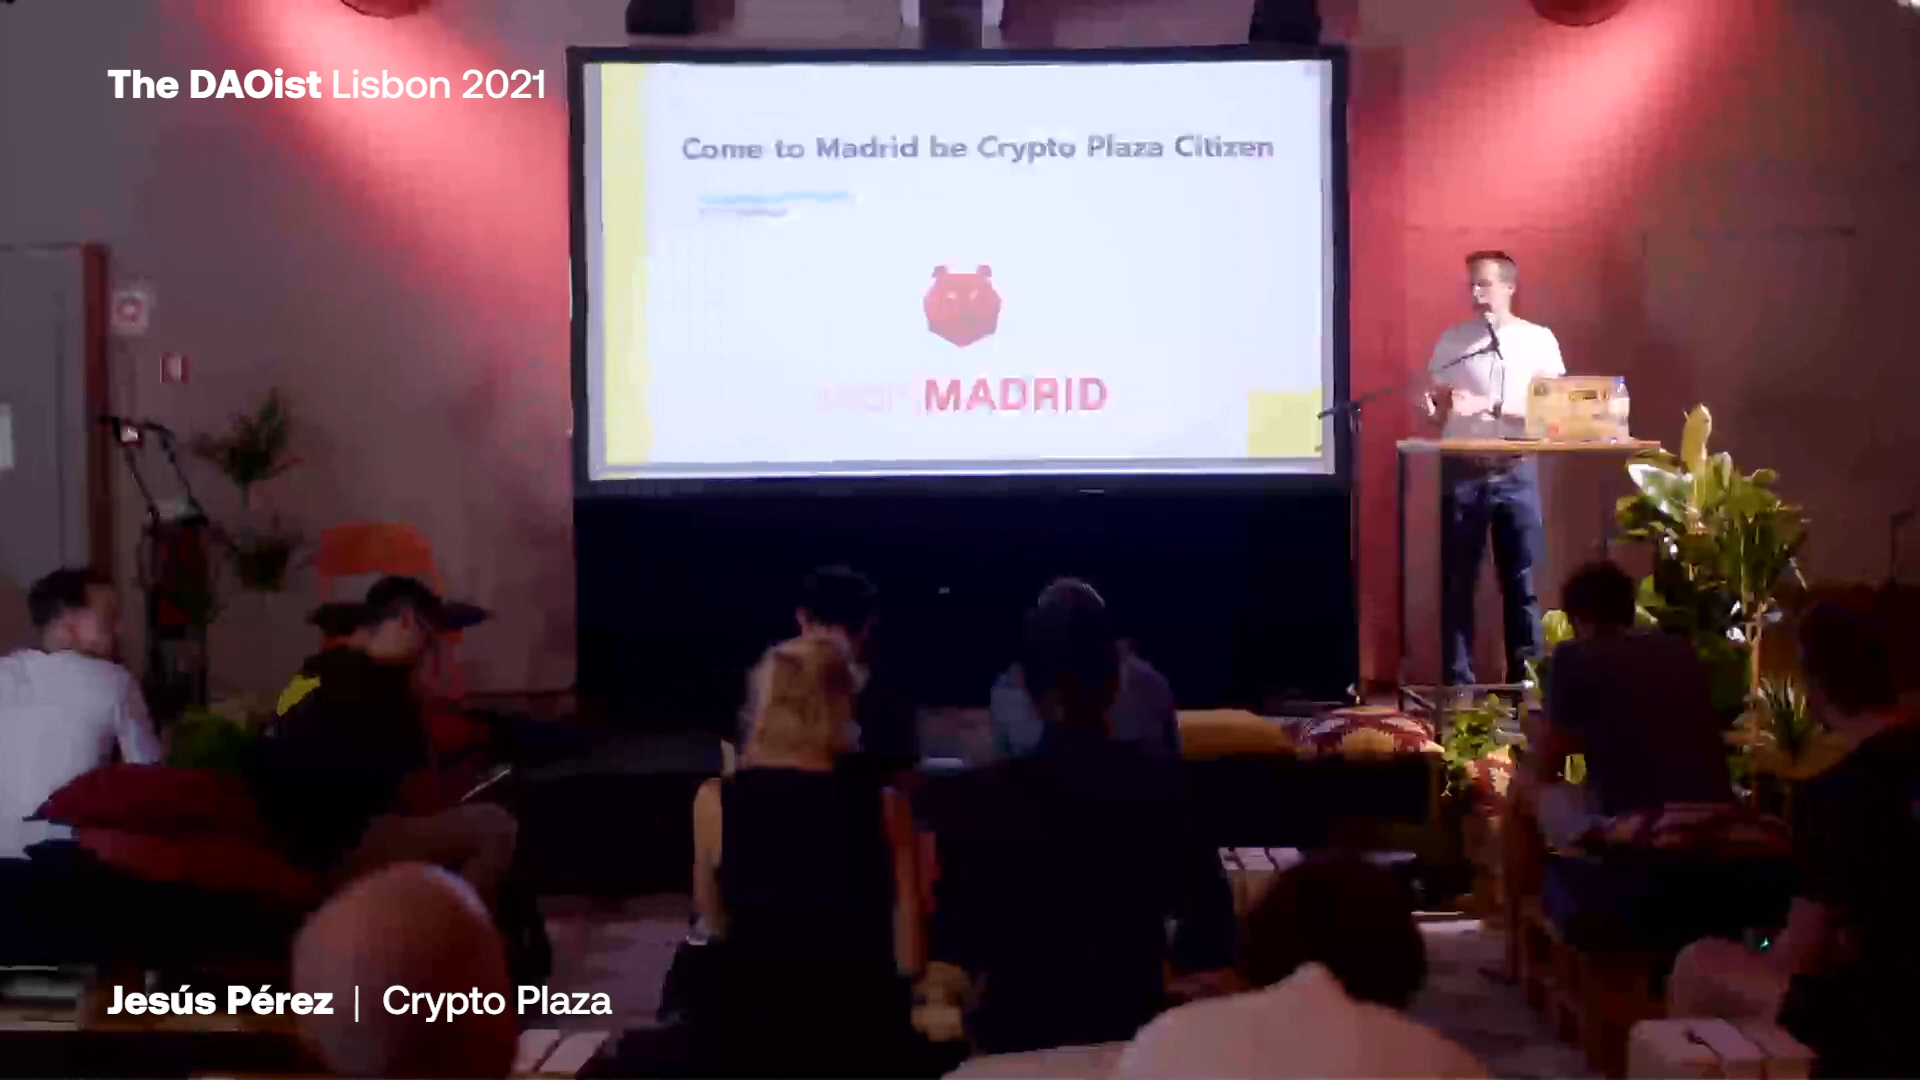 The DAOist Lisbon 2021
Come to Madrid be Crypto Plaza Citizen
MADRID
Jesús Pérez | Crypto Plaza